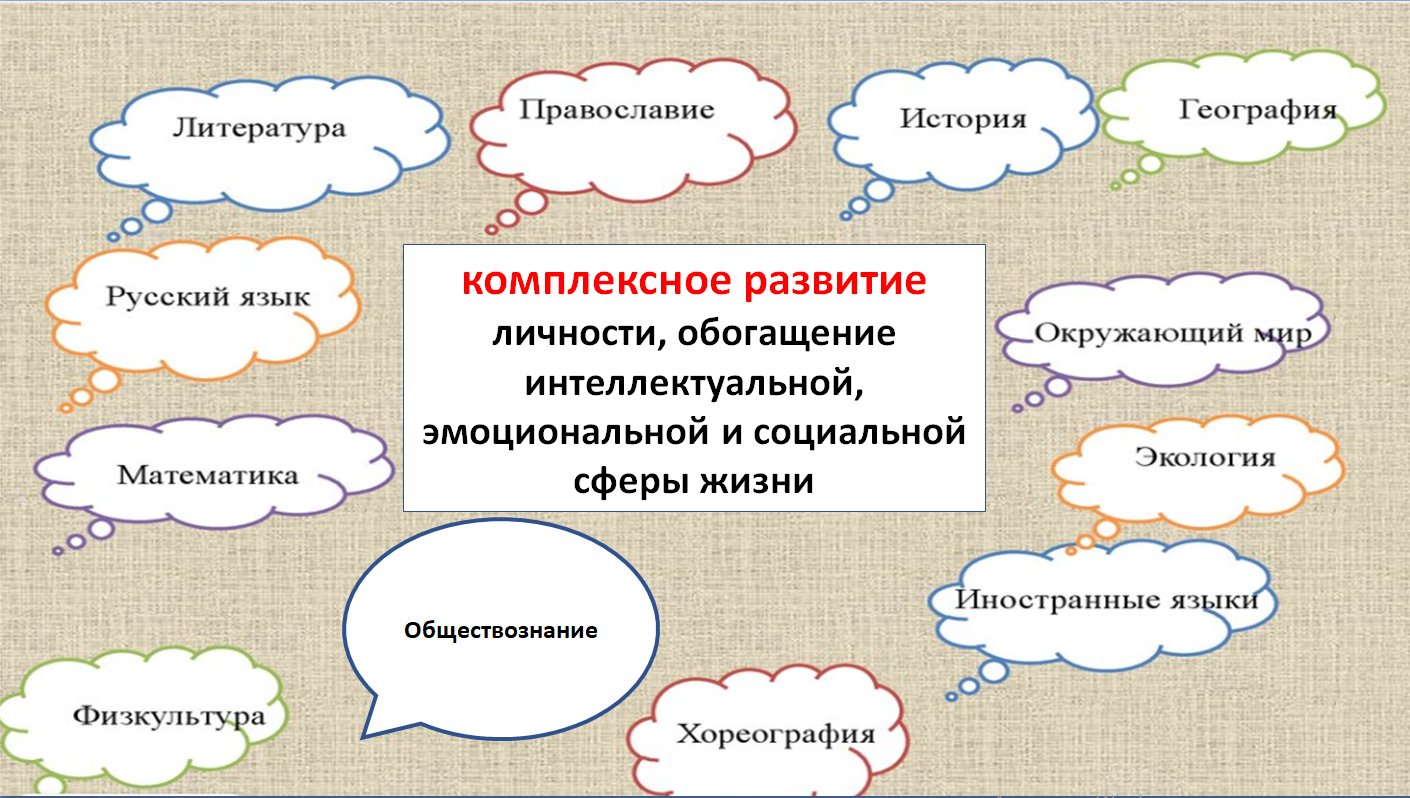 Литература
Православие
История
География
Русский язык
комплексное развитие
личности, обогащение
интеллектуальной,
эмоциональной и социальной
сферы жизни
Окружающий мир
Математика
Экология
Обществознание
Иностранные языки
Физкультура
Хореография